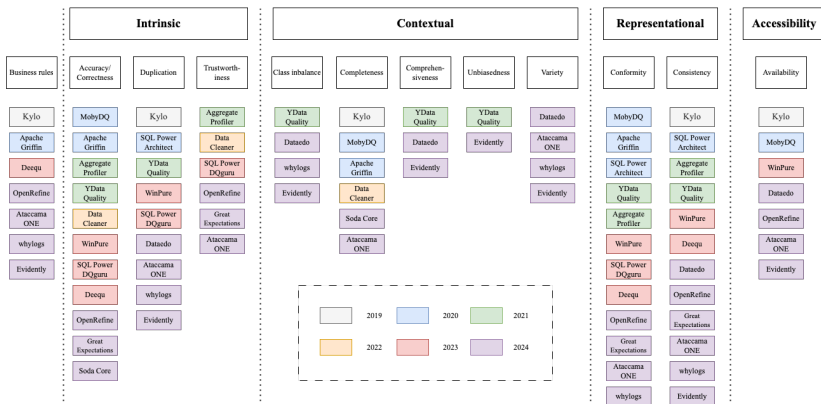 Intrinsic
Contextual
Representational
Accessibility
Business rules
Accuracy/
Correctness
Duplication
Trustworth-
iness
Class inbalance
Completeness
Comprehen-
siveness
Unbiasedness
Variety
Conformity
Consistency
Availability
Kylo
Apache
Griffin
Deequ
OpenRefine
Ataccama
ONE
whylogs
Evidently
MobyDQ
Apache
Griffin
Aggregate
Profiler
YData
Quality
Data
Cleaner
WinPure
SQL Power
DQguru
Deequ
OpenRefine
Great
Expectations
Soda Core
Kylo
SQL Power
Architect
YData
Quality
WinPure
SQL Power
DQguru
Dataedo
Ataccama
ONE
whylogs
Evidently
Aggregate
Profiler
Data
Cleaner
SQL Power
DQguru
OpenRefine
Great
Expectations
Ataccama
ONE
YData
Quality
Dataedo
whylogs
Evidently
Kylo
MobyDQ
Apache
Griffin
Data
Cleaner
Soda Core
Ataccama
ONE
YData
Quality
Dataedo
Evidently
YData
Quality
Evidently
Dataedo
Ataccama
ONE
whylogs
Evidently
MobyDQ
Apache
Griffin
SQL Power
Architect
YData
Quality
Aggregate
Profiler
WinPure
SQL Power
DQguru
Deequ
OpenRefine
Great
Expectations
Ataccama
ONE
whylogs
Kylo
SQL Power
Architect
Aggregate
Profiler
YData
Quality
WinPure
Deequ
Dataedo
OpenRefine
Great
Expectations
Ataccama
ONE
whylogs
Evidently
Kylo
MobyDQ
WinPure
Dataedo
OpenRefine
Ataccama
ONE
Evidently
2019
2020
2021
2022
2023
2024